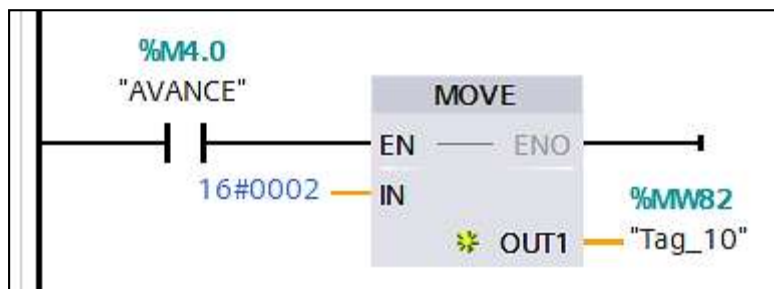 %M4.0
"AVANCE"
MOVE
EN ENO
16#0002 IN
%MW82
OUT1 "Tag_10"